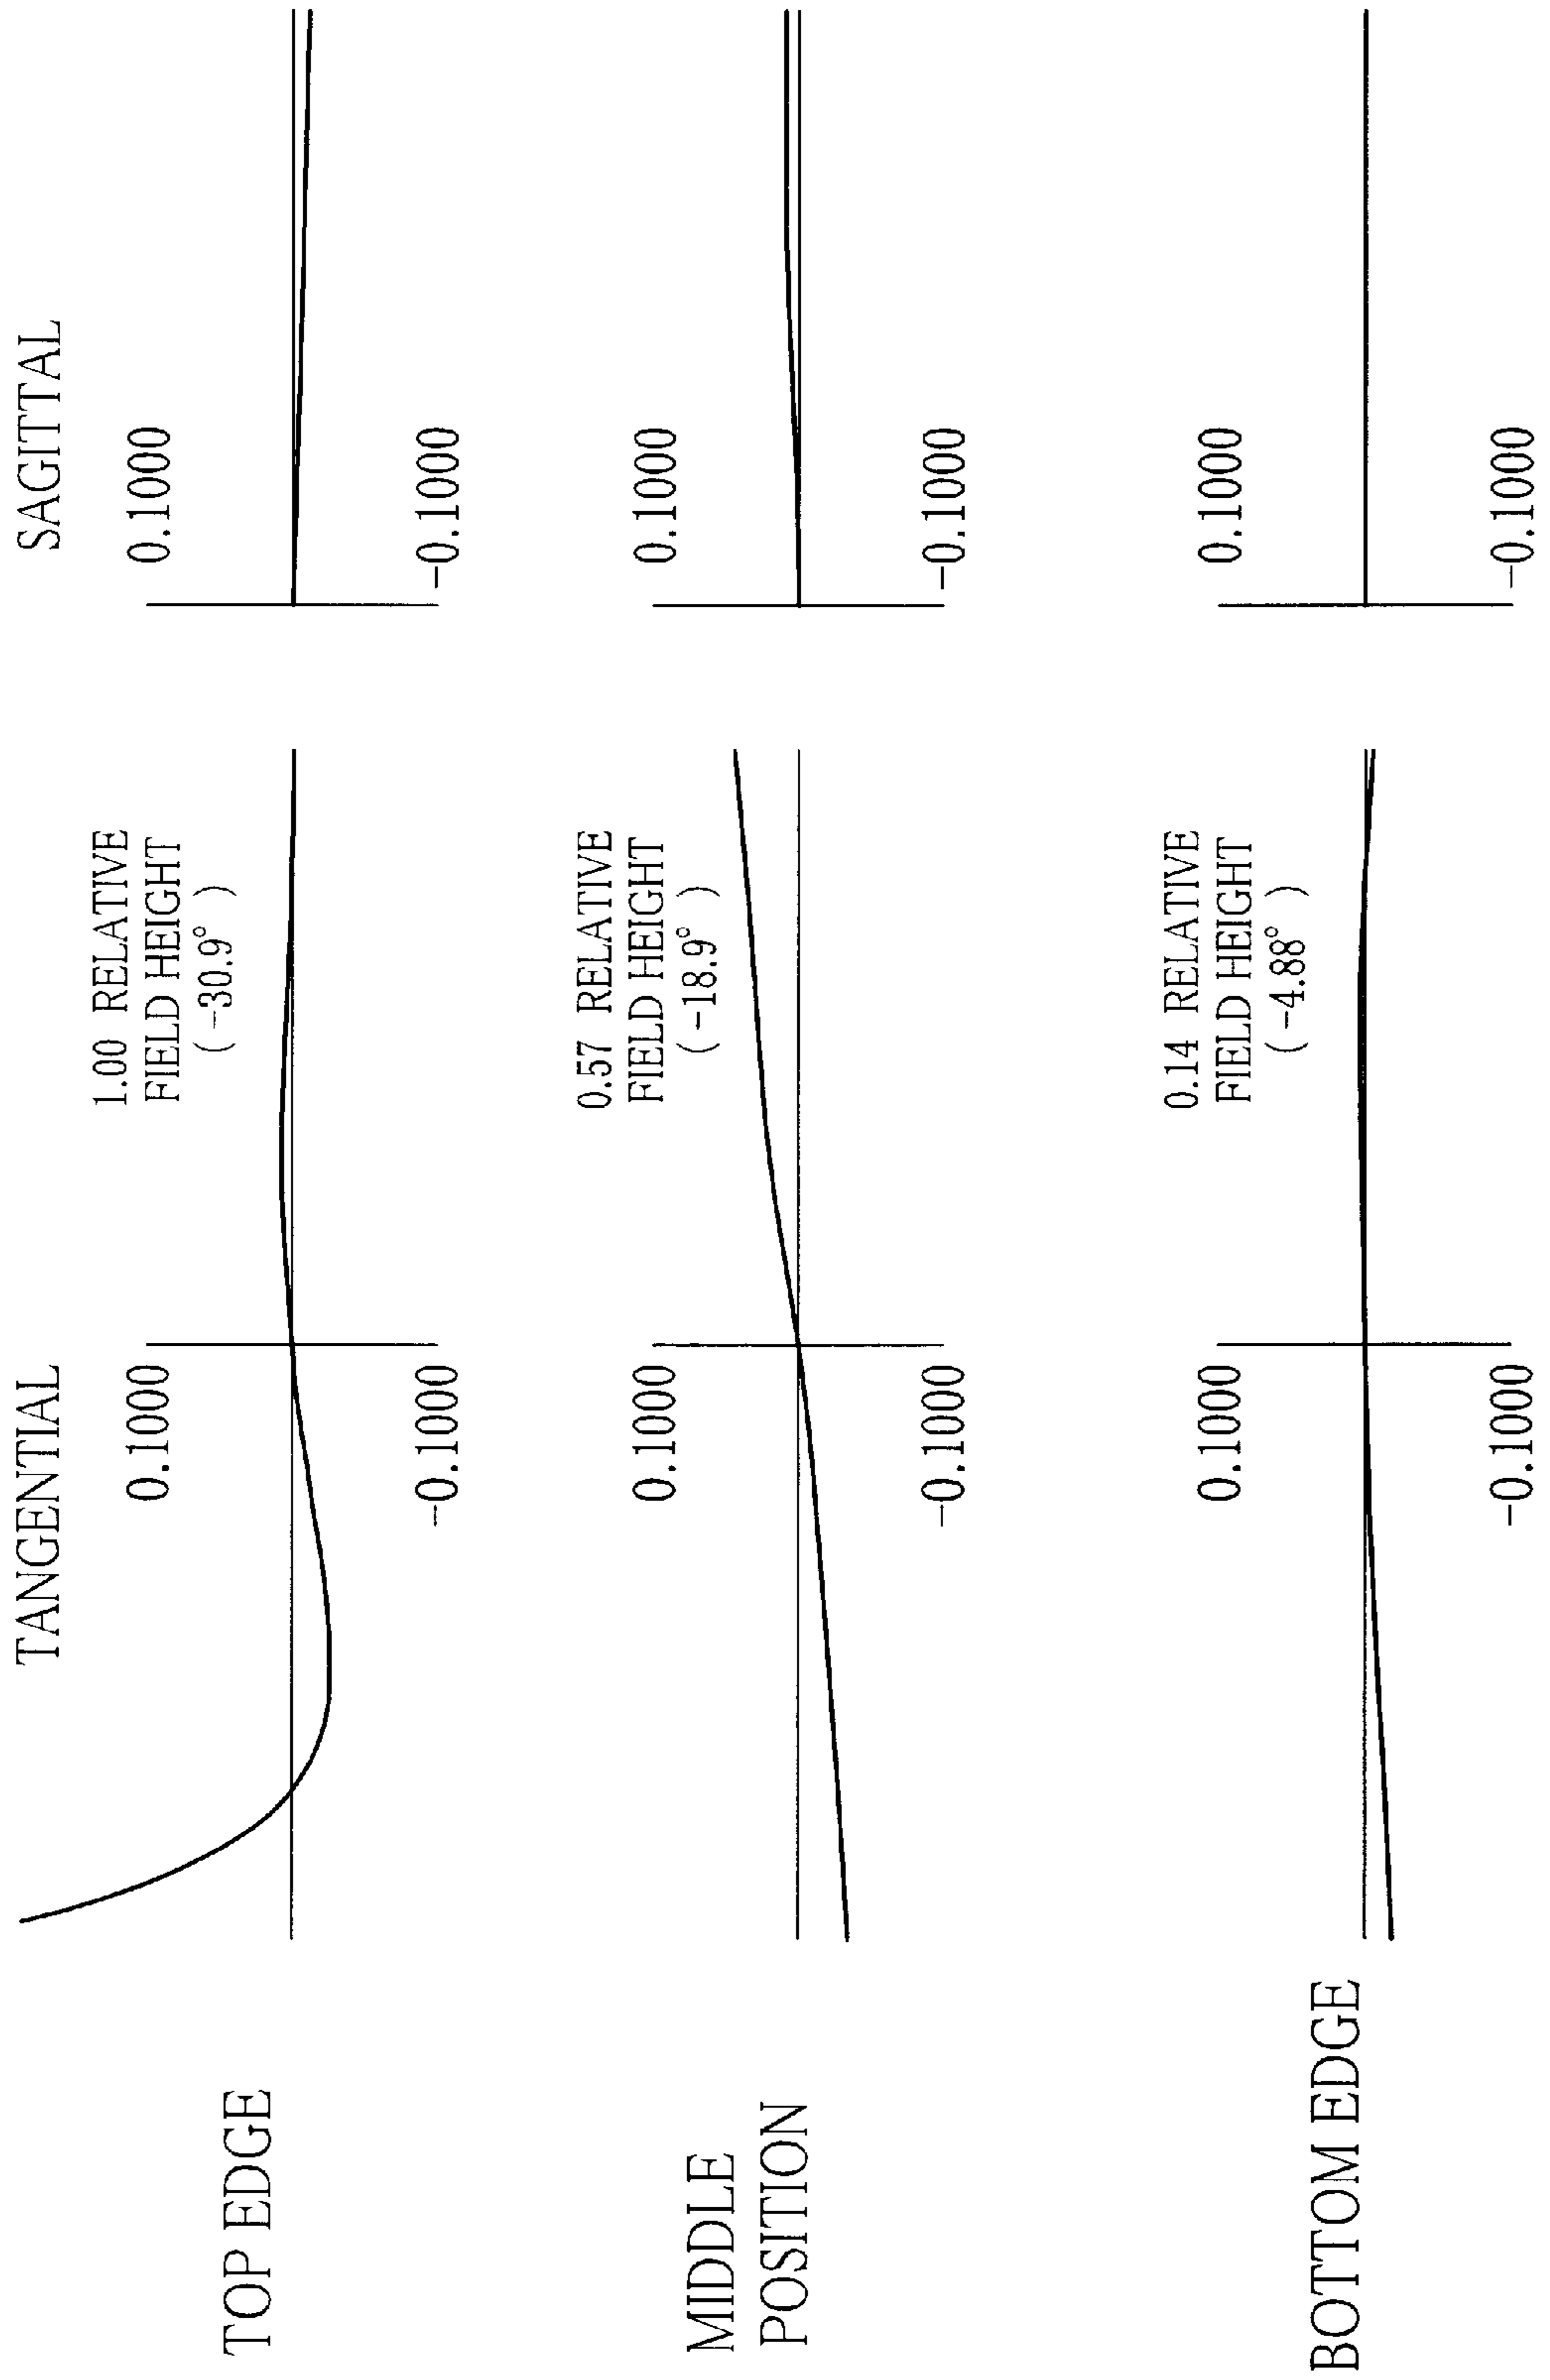 TANGENTIAL
SAGITTAL
TOP EDGE
0.1000
-0.1000
1.00 RELATIVE
FIELD HEIGHT
( -30.9° )
0.1000
-0.1000
MIDDLE
POSITION
0.1000
-0.1000
0.57 RELATIVE
FIELD HEIGHT
( -18.9° )
0.1000
-0.1000
BOTTOM EDGE
0.1000
-0.1000
0.14 RELATIVE
FIELD HEIGHT
( -4.88° )
0.1000
-0.1000